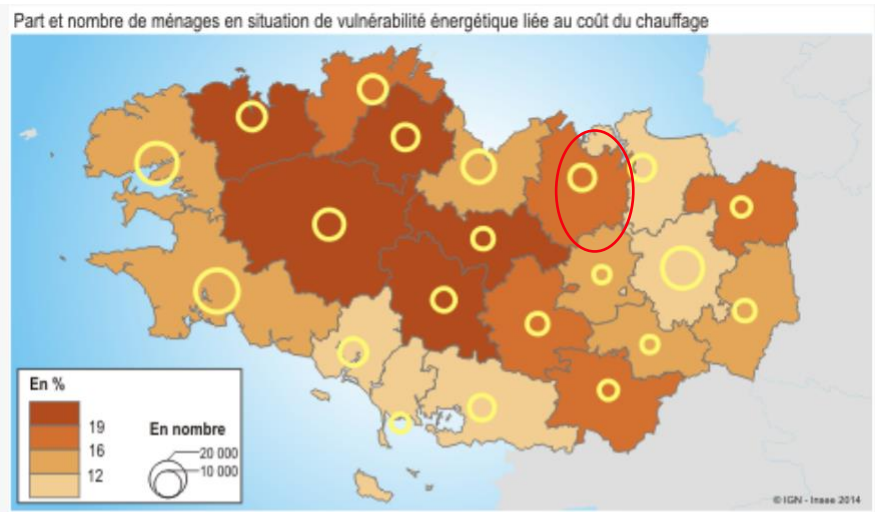 Part et nombre de ménages en situation de vulnérabilité énergétique liée au coût du chauffage
En %
19
16
12
En nombre
20 000
10 000
© IGN - Insee 2014